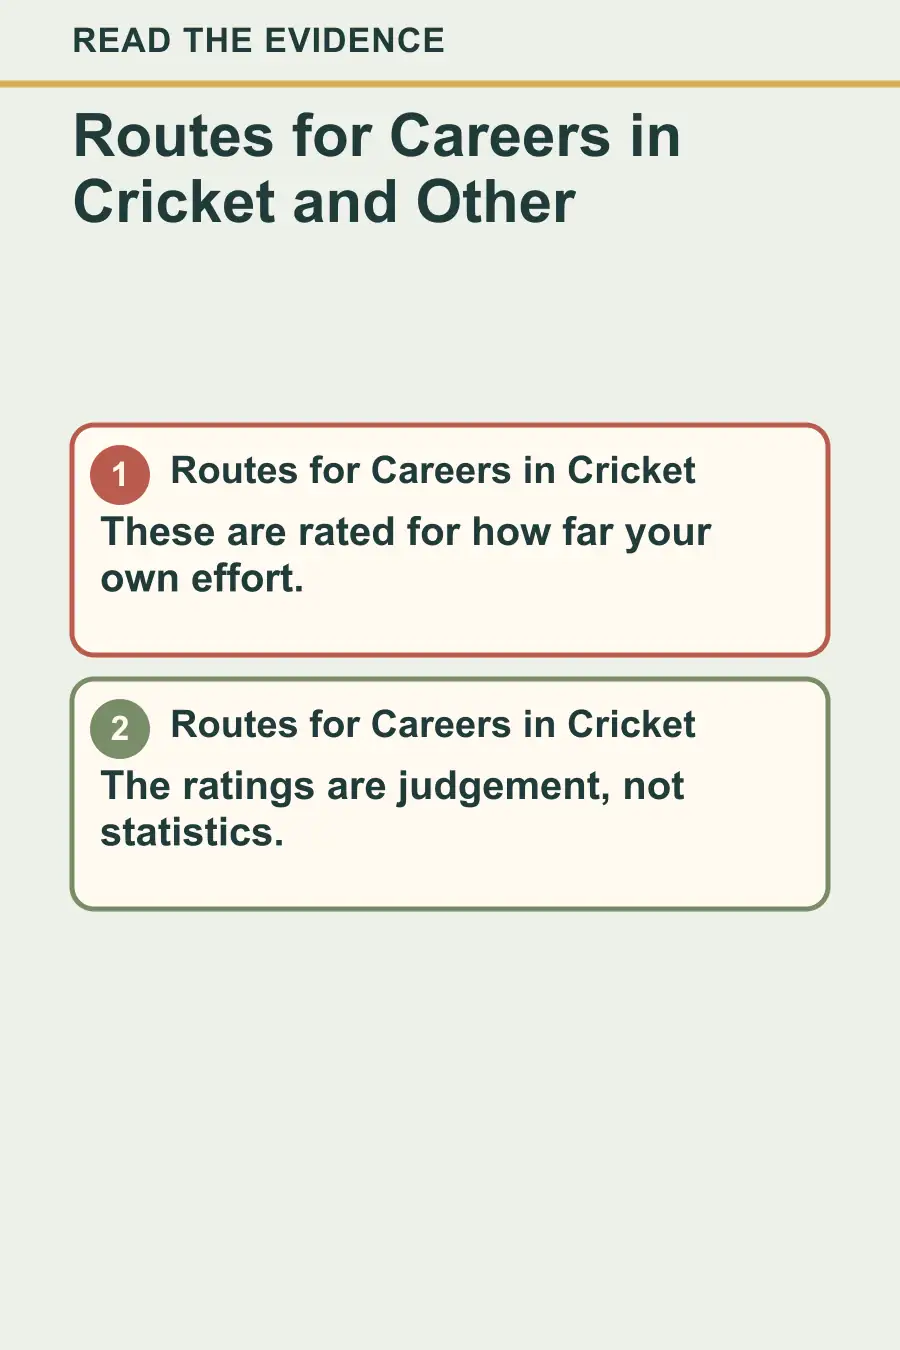 READ THE EVIDENCE
Routes for Careers in
Cricket and Other
1 Routes for Careers in Cricket
These are rated for how far your
own effort.
2 Routes for Careers in Cricket
The ratings are judgement, not
statistics.